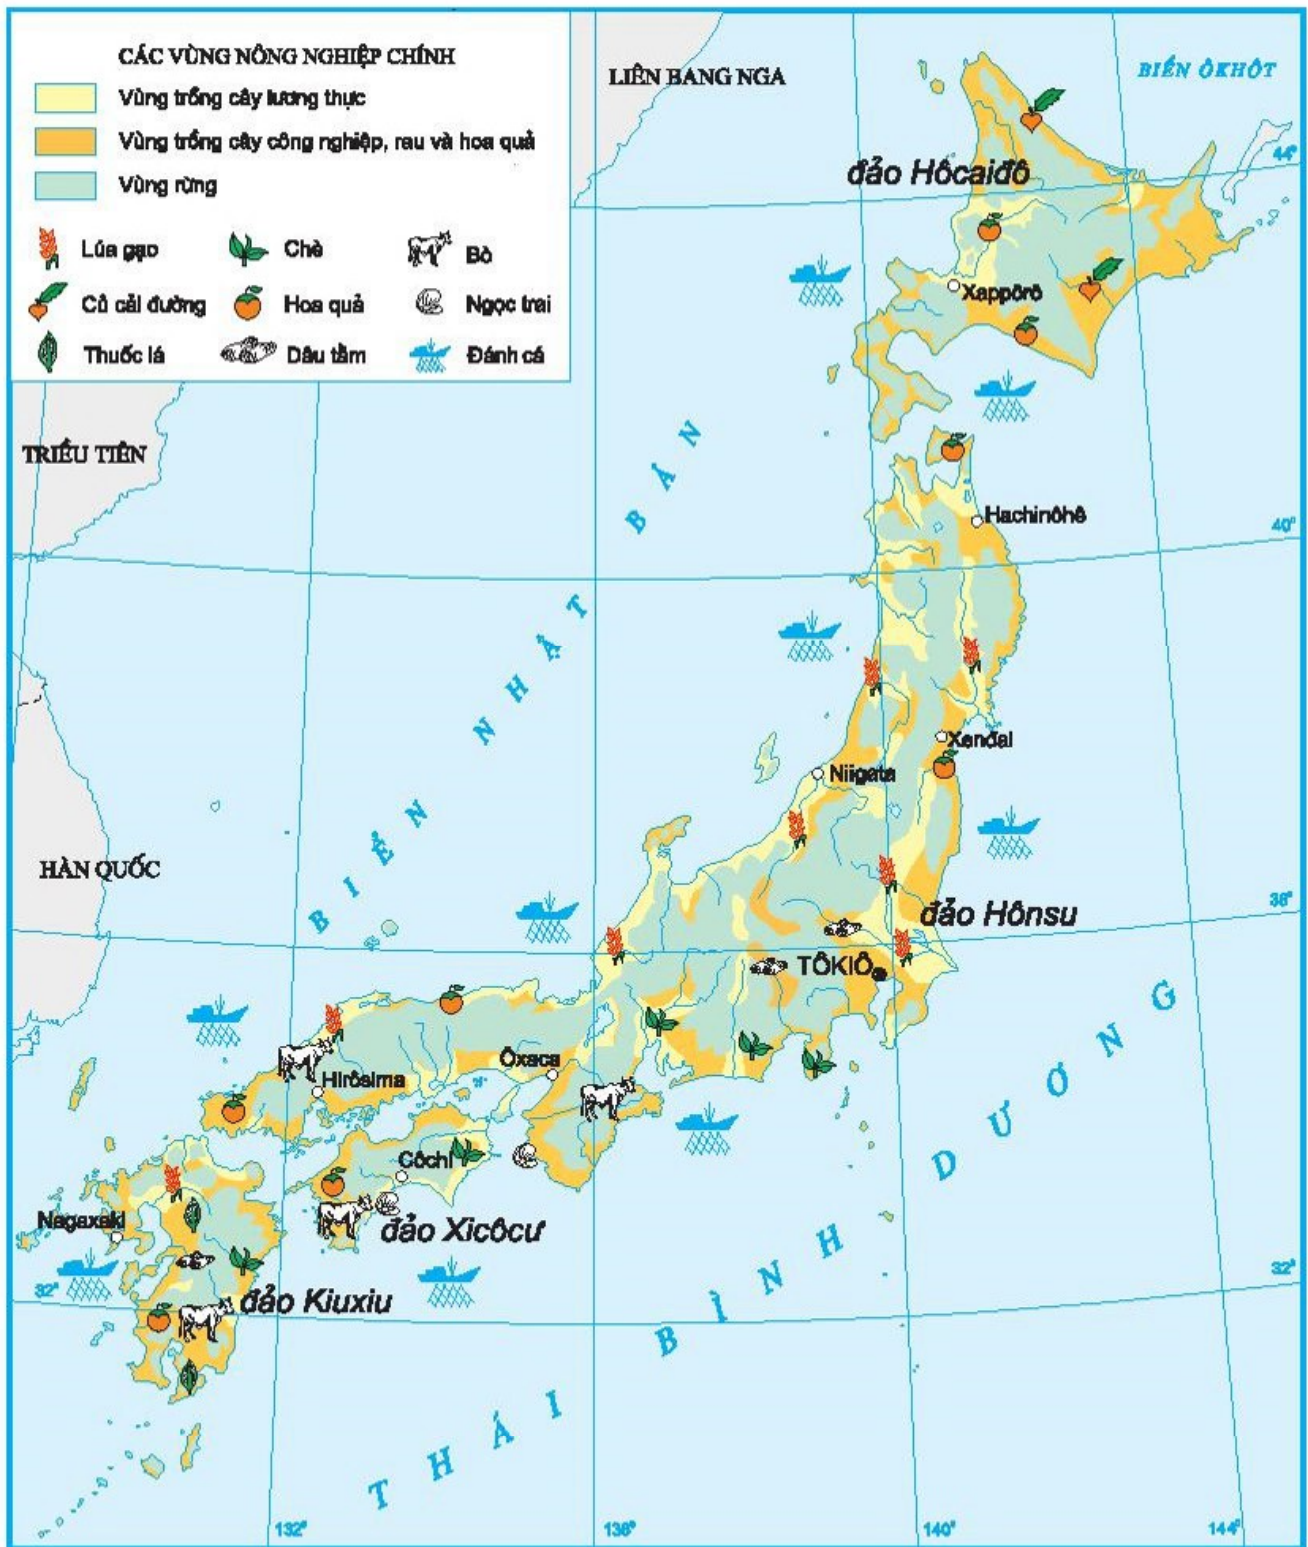 CÁC VÙNG NÔNG NGHIỆP CHÍNH
Vùng trồng cây lương thực
Vùng trồng cây công nghiệp, rau và hoa quả
Vùng rừng
Lúa gạo
Chè
Bò
Củ cải đường
Hoa quả
Ngọc trai
Thuốc lá
Dâu tằm
Đánh cá
LIÊN BANG NGA
BIỂN ÔKHÔT
44°
đảo Hôcaiđô
Xappôrô
TRIỀU TIÊN
Hachinôhê
40°
BIỂN NHẬT BẢN
Xenđai
Niigata
HÀN QUỐC
đảo Hônsu
36°
TÔKIÔ
Ôxaca
Hirôsima
Côchi
Nagaxaki
đảo Xicôcư
32°
32°
đảo Kiuxiu
THÁI BÌNH DƯƠNG
132°
136°
140°
144°